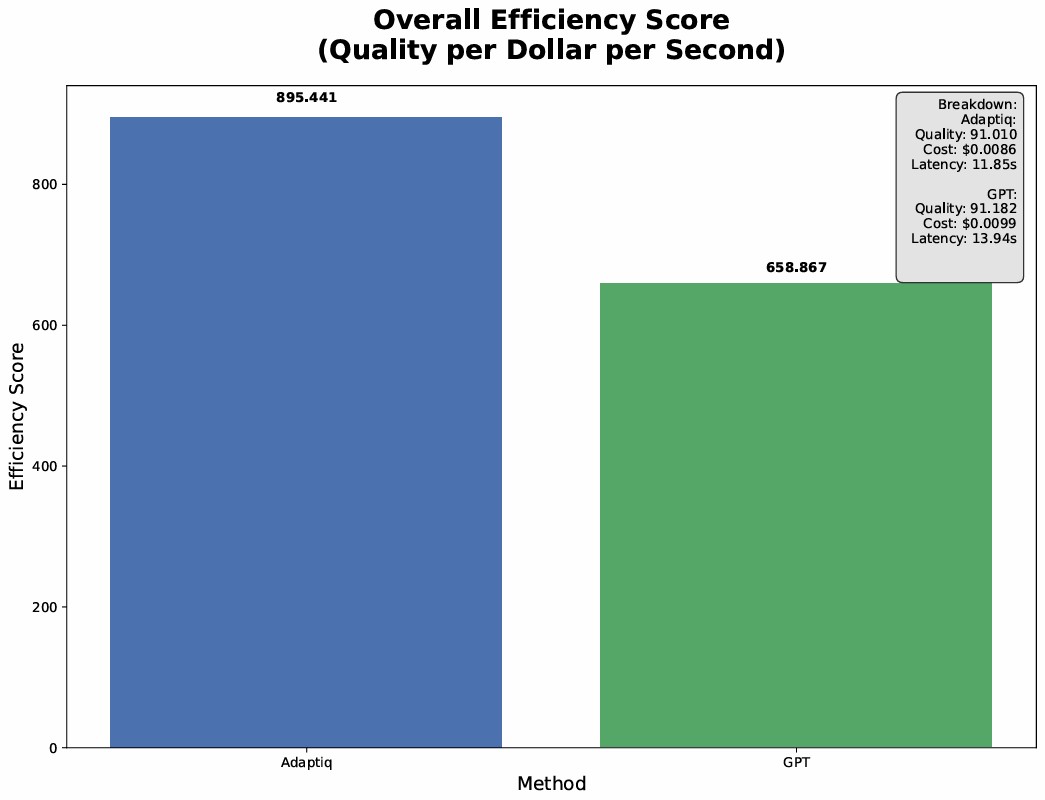 Overall Efficiency Score
(Quality per Dollar per Second)
895.441
Breakdown:
Adaptiq:
Quality: 91.010
Cost: $0.0086
Latency: 11.85s
GPT:
Quality: 91.182
Cost: $0.0099
Latency: 13.94s
658.867
Efficiency Score
800
600
400
200
0
Adaptiq
GPT
Method